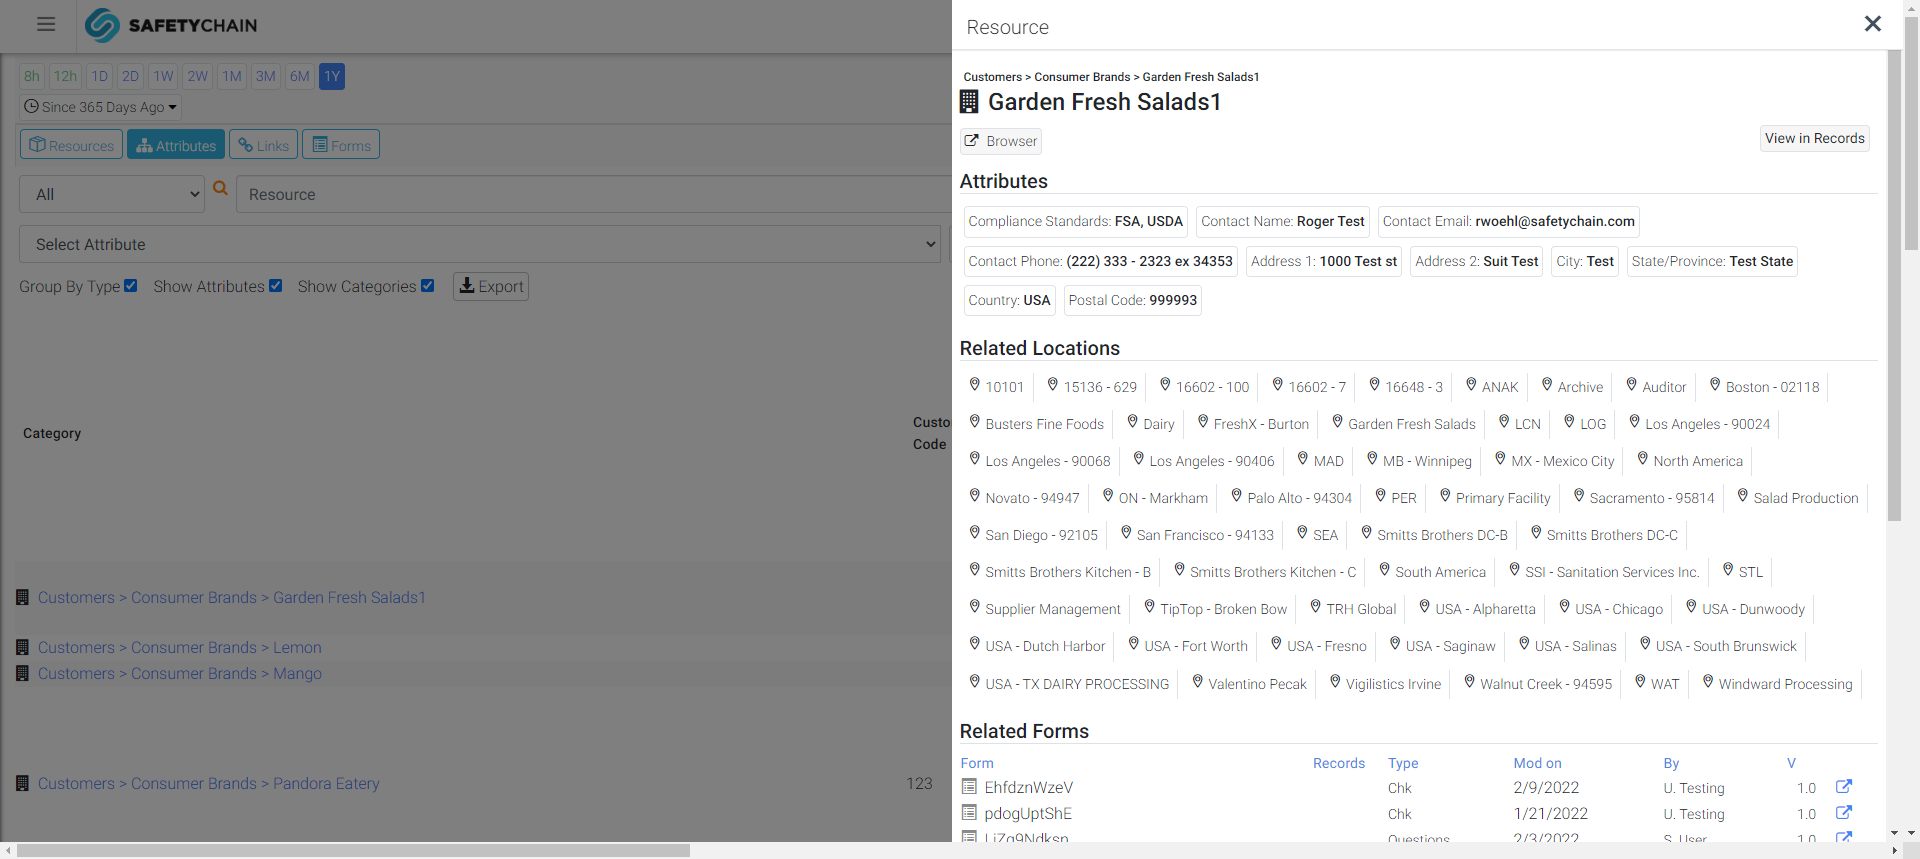 SAFETYCHAIN
8h 12h 1D 2D 1W 2W 1M 3M 6M 1Y
Since 365 Days Ago
Resources Attributes Links Forms
All Resource
Select Attribute
Group By Type Show Attributes Show Categories Export
Category
Custo
Code
Customers > Consumer Brands > Garden Fresh Salads1
Customers > Consumer Brands > Lemon
Customers > Consumer Brands > Mango
Customers > Consumer Brands > Pandora Eatery 123
Resource
Customers > Consumer Brands > Garden Fresh Salads1
Garden Fresh Salads1
Browser View in Records
Attributes
Compliance Standards: FSA, USDA Contact Name: Roger Test Contact Email: rwoehl@safetychain.com
Contact Phone: (222) 333 - 2323 ex 34353 Address 1: 1000 Test st Address 2: Suit Test City: Test State/Province: Test State
Country: USA Postal Code: 999993
Related Locations
10101 15136 - 629 16602 - 100 16602 - 7 16648 - 3 ANAK Archive Auditor Boston - 02118
Busters Fine Foods Dairy FreshX - Burton Garden Fresh Salads LCN LOG Los Angeles - 90024
Los Angeles - 90068 Los Angeles - 90406 MAD MB - Winnipeg MX - Mexico City North America
Novato - 94947 ON - Markham Palo Alto - 94304 PER Primary Facility Sacramento - 95814 Salad Production
San Diego - 92105 San Francisco - 94133 SEA Smitts Brothers DC-B Smitts Brothers DC-C
Smitts Brothers Kitchen - B Smitts Brothers Kitchen - C South America SSI - Sanitation Services Inc. STL
Supplier Management TipTop - Broken Bow TRH Global USA - Alpharetta USA - Chicago USA - Dunwoody
USA - Dutch Harbor USA - Fort Worth USA - Fresno USA - Saginaw USA - Salinas USA - South Brunswick
USA - TX DAIRY PROCESSING Valentino Pecak Vigilistics Irvine Walnut Creek - 94595 WAT Windward Processing
Related Forms
Form Records Type Mod on By V
EhfdznWzeV Chk 2/9/2022 U. Testing 1.0
pdogUptShE Chk 1/21/2022 U. Testing 1.0
Questions 2/3/2022 S. User 1.0